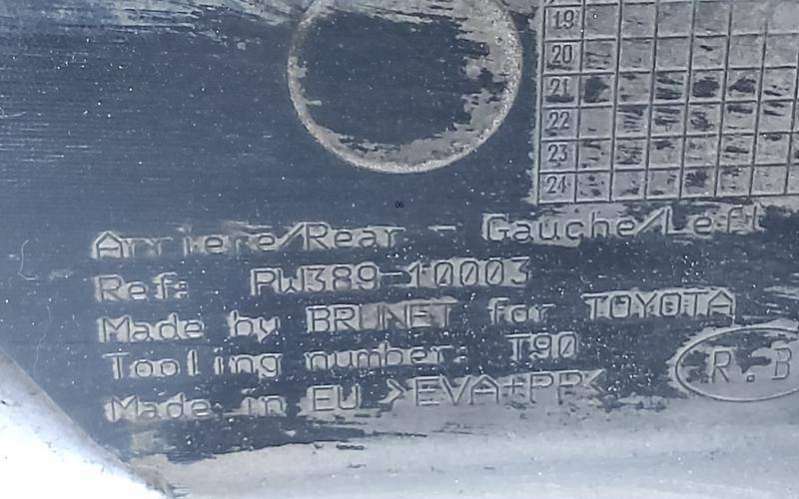 19
20
21
22
23
24
Arriere/Rear - Gauche/Left
Ref: PW389-10003
Made by BRUNET for TOYOTA
Tooling number: T90
Made in EU >EVA+PP<
R.B